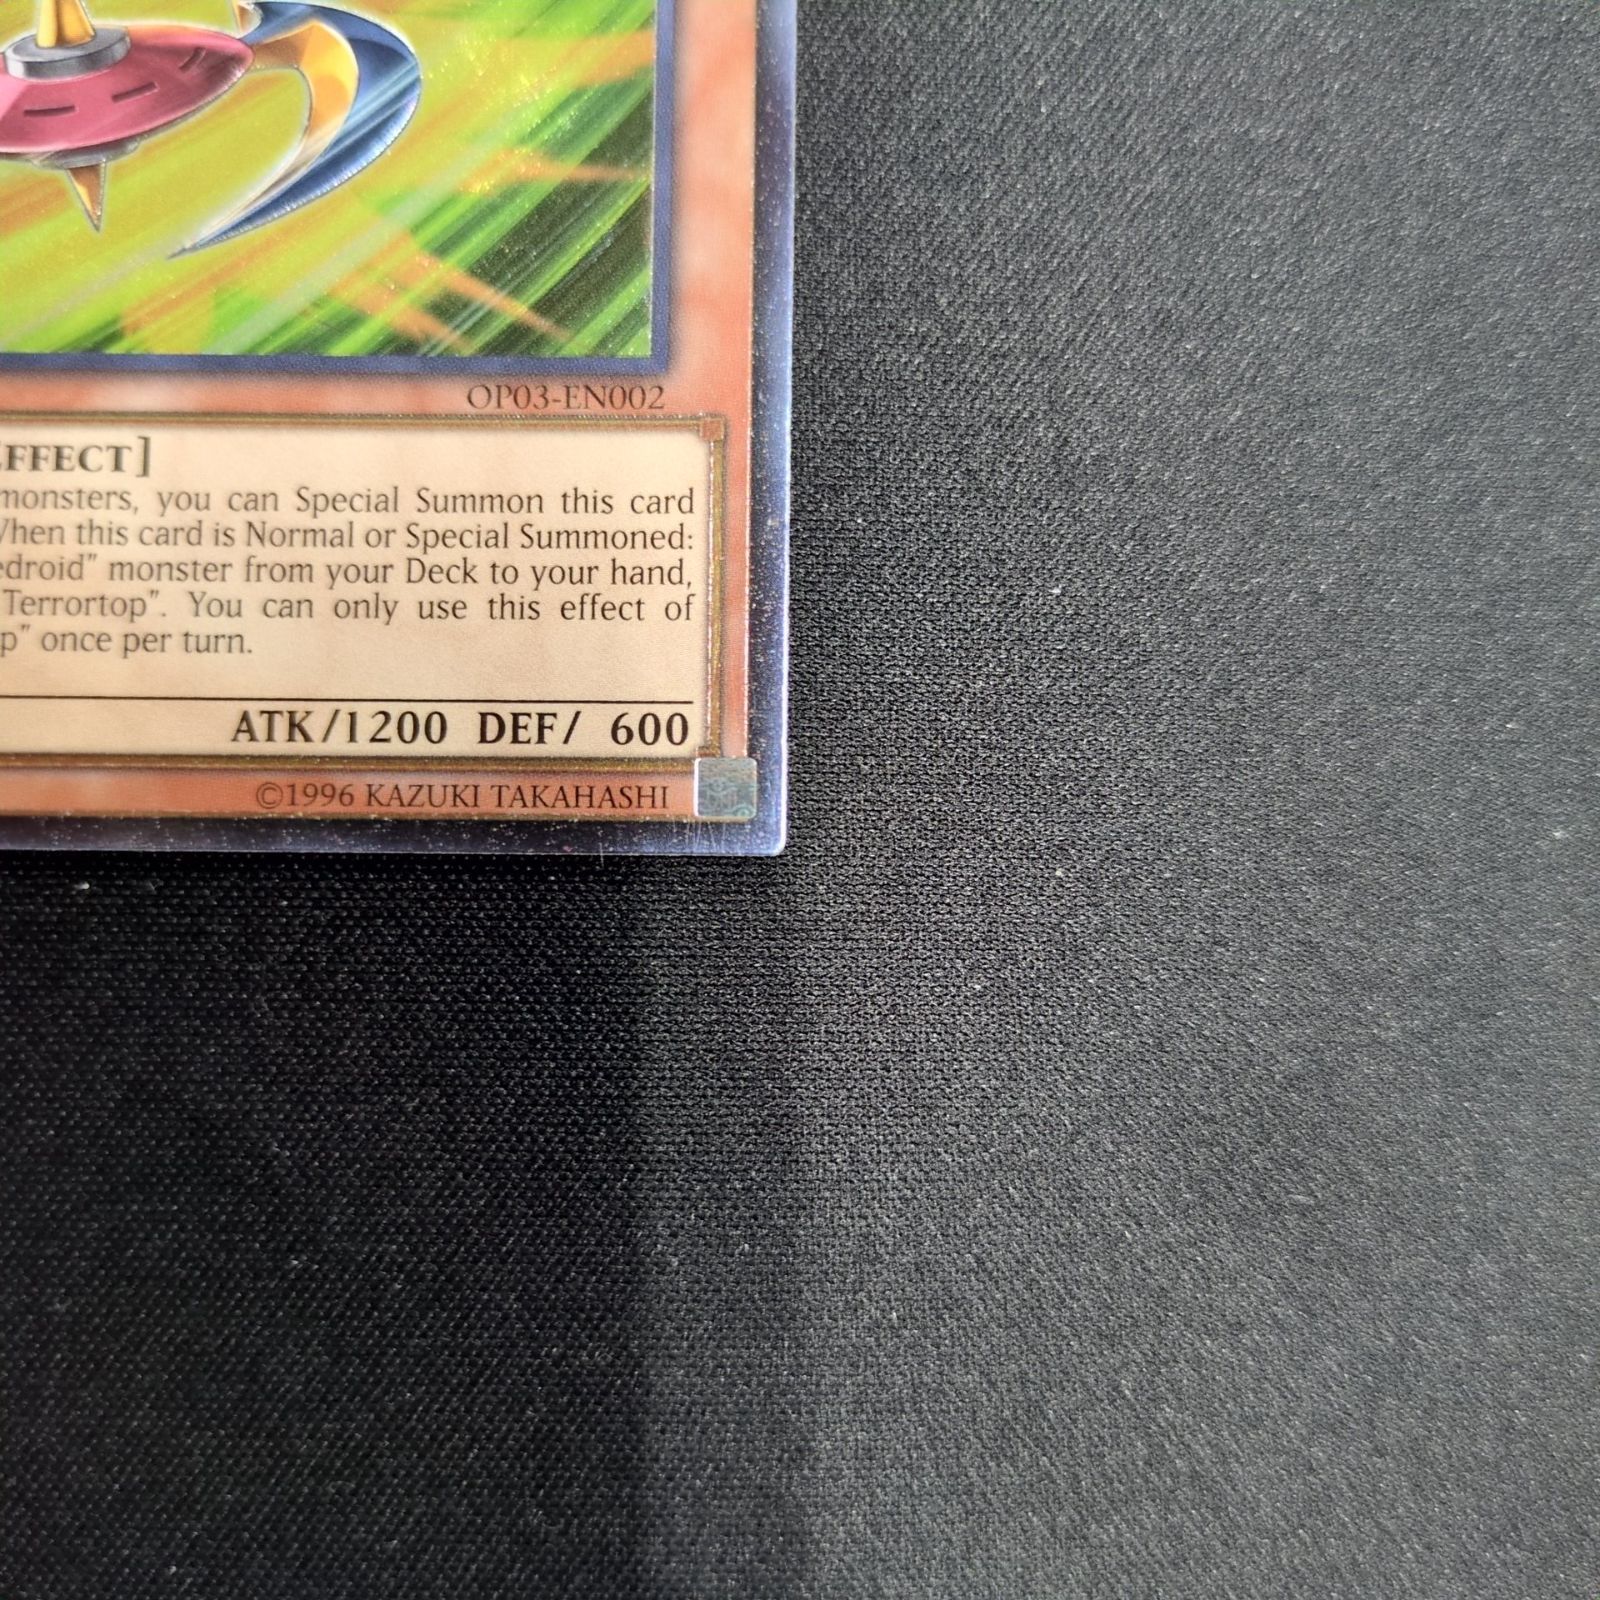 OP03-EN002
EFFECT]
monsters, you can Special Summon this card
When this card is Normal or Special Summoned:
edroid" monster from your Deck to your hand,
Terrortop". You can only use this effect of
p" once per turn.
ATK/1200 DEF/ 600
©1996 KAZUKI TAKAHASHI